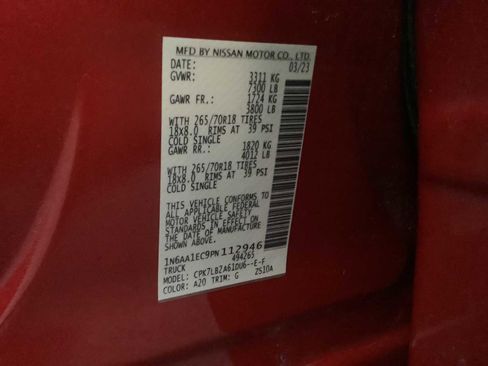 MFD BY NISSAN MOTOR CO., LTD.
DATE: 03/23
GVWR: 3311 KG
7300 LB
GAWR FR.: 1724 KG
3800 LB
WITH 265/70R18 TIRES
18x8.0 RIMS AT 39 PSI
COLD SINGLE
GAWR RR.: 1820 KG
4012 LB
WITH 265/70R18 TIRES
18x8.0 RIMS AT 39 PSI
COLD SINGLE
THIS VEHICLE CONFORMS TO
ALL APPLICABLE FEDERAL
MOTOR VEHICLE SAFETY
STANDARDS IN EFFECT ON
THE DATE OF MANUFACTURE
SHOWN ABOVE
1N6AA1EC9PN112946
494265
TRUCK
MODEL: CPK7LBZA61DU6--E-F
COLOR: A20 TRIM: G ZS10A